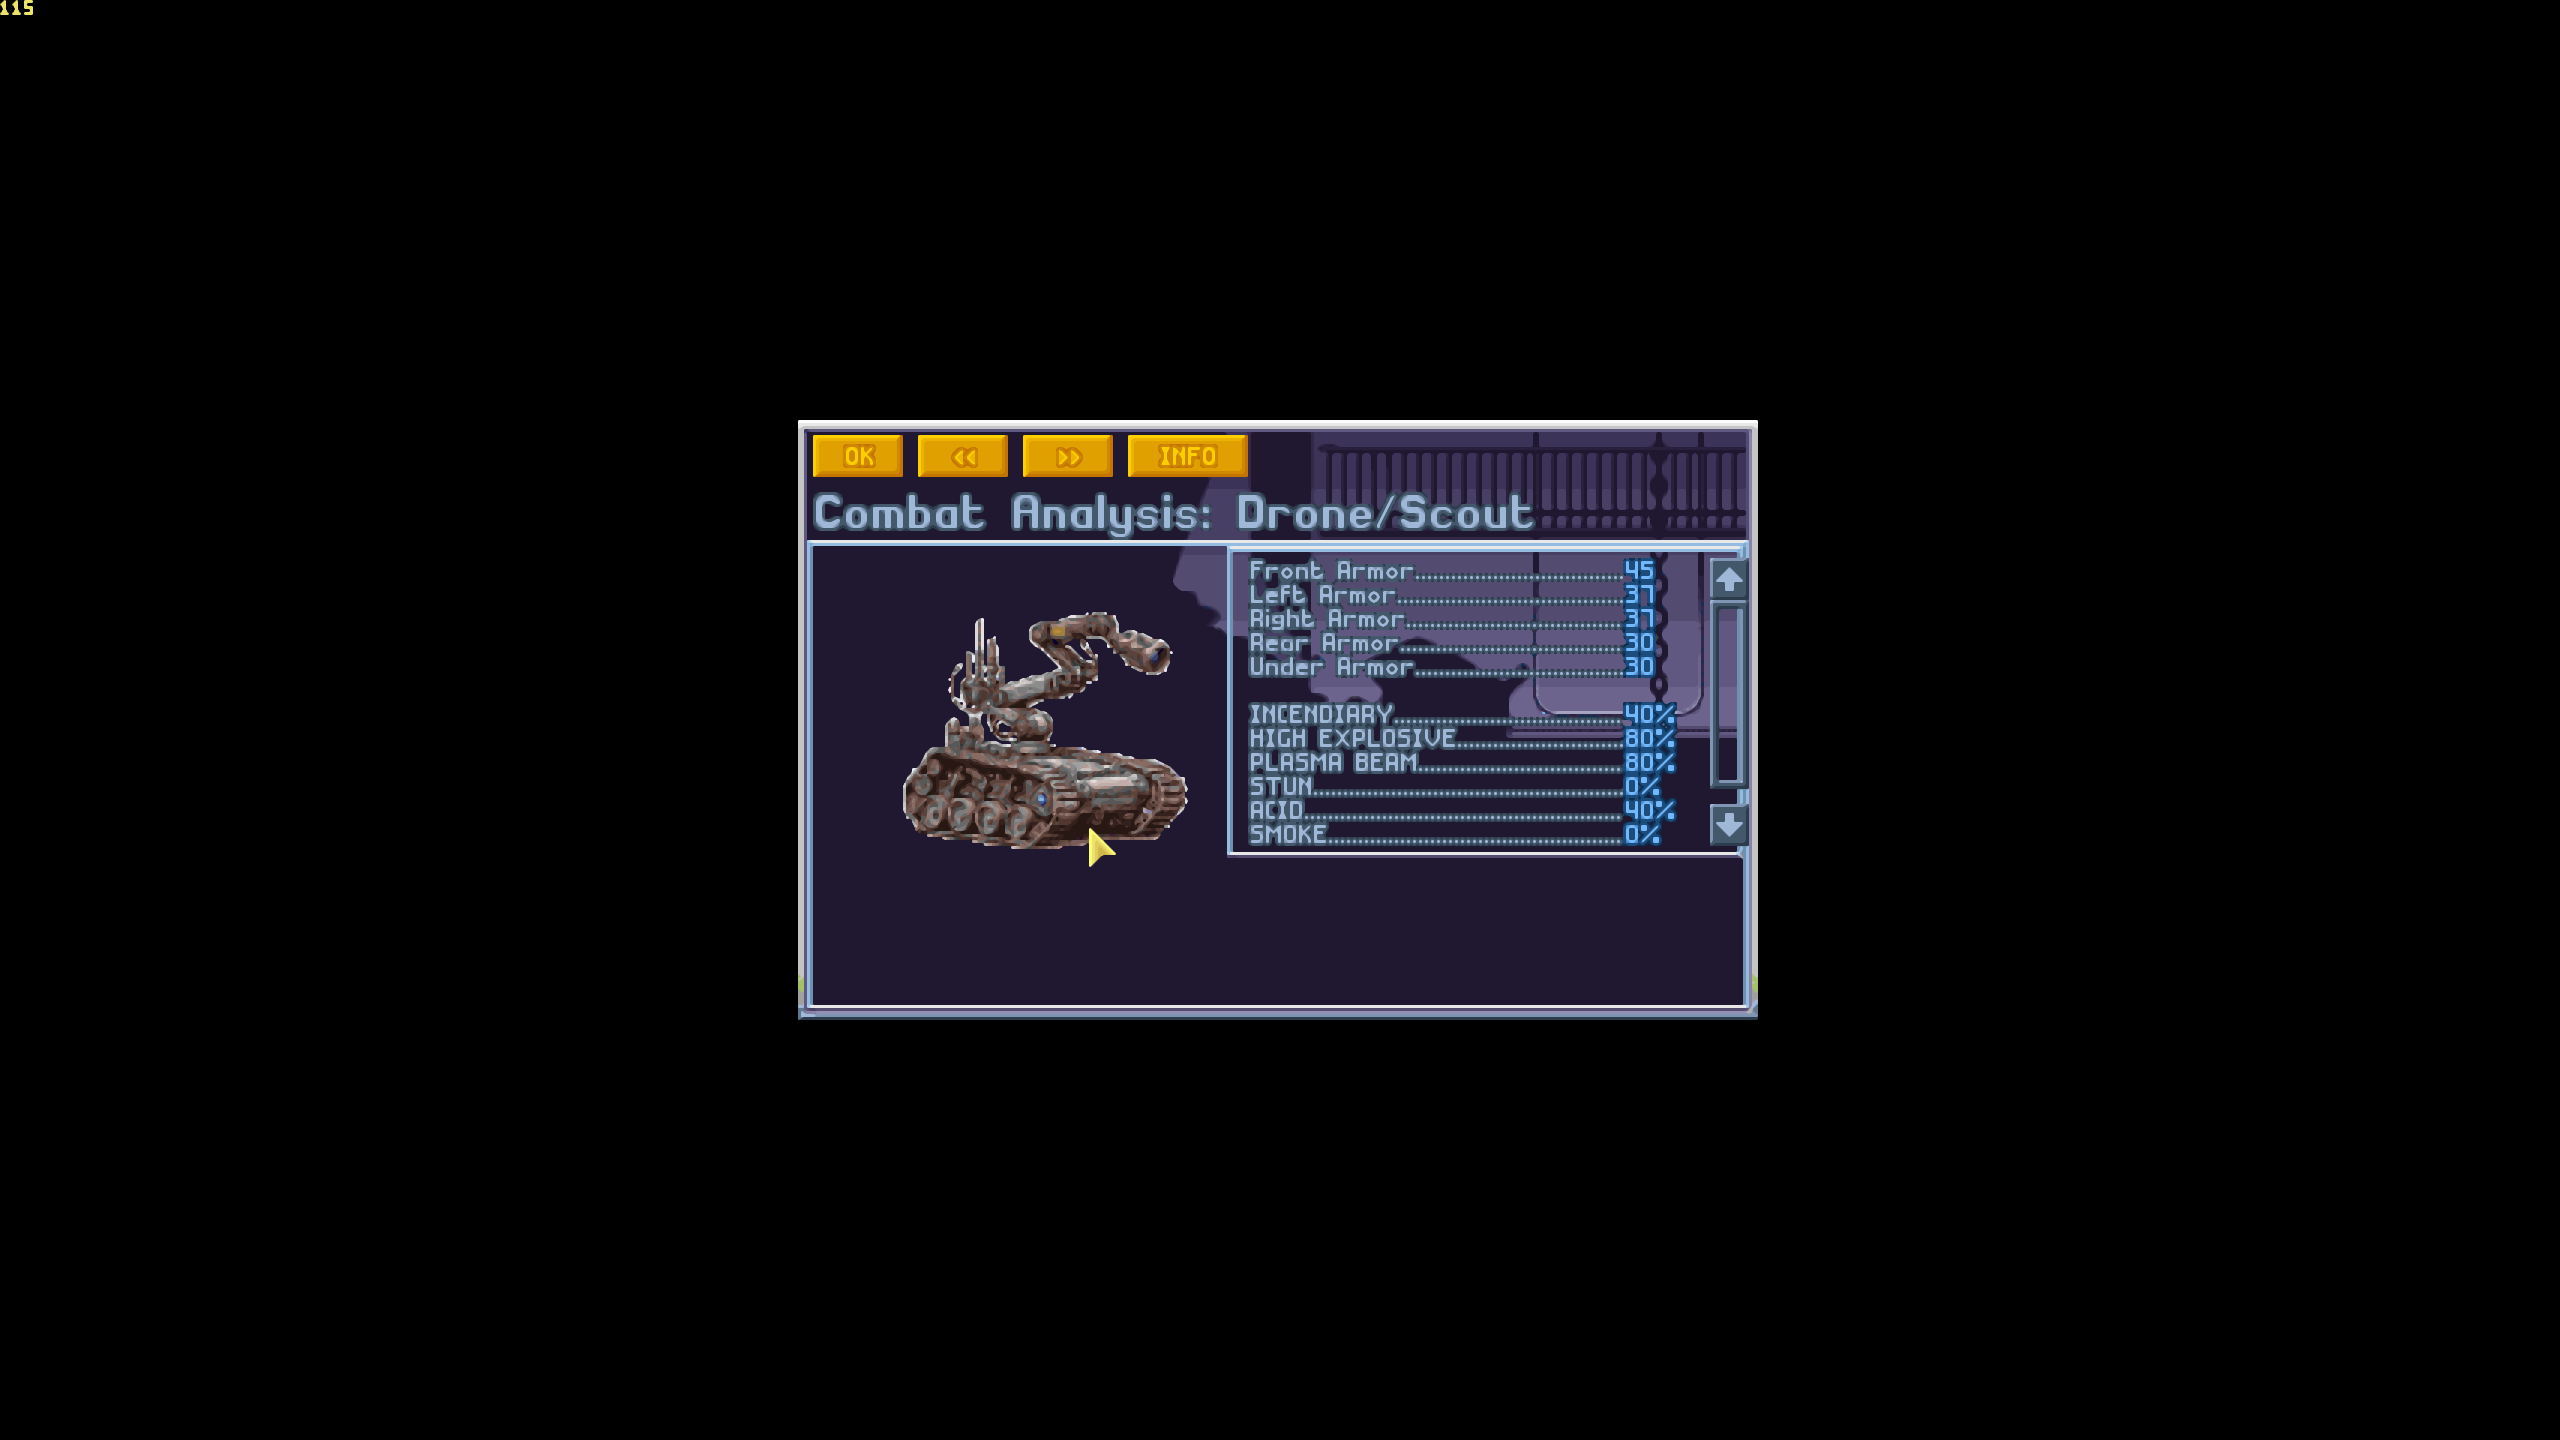 115
OK << >> INFO
Combat Analysis: Drone/Scout
Front Armor 45
Left Armor 37
Right Armor 37
Rear Armor 30
Under Armor 30
INCENDIARY 40%
HIGH EXPLOSIVE 80%
PLASMA BEAM 80%
STUN 0%
ACID 40%
SMOKE 0%